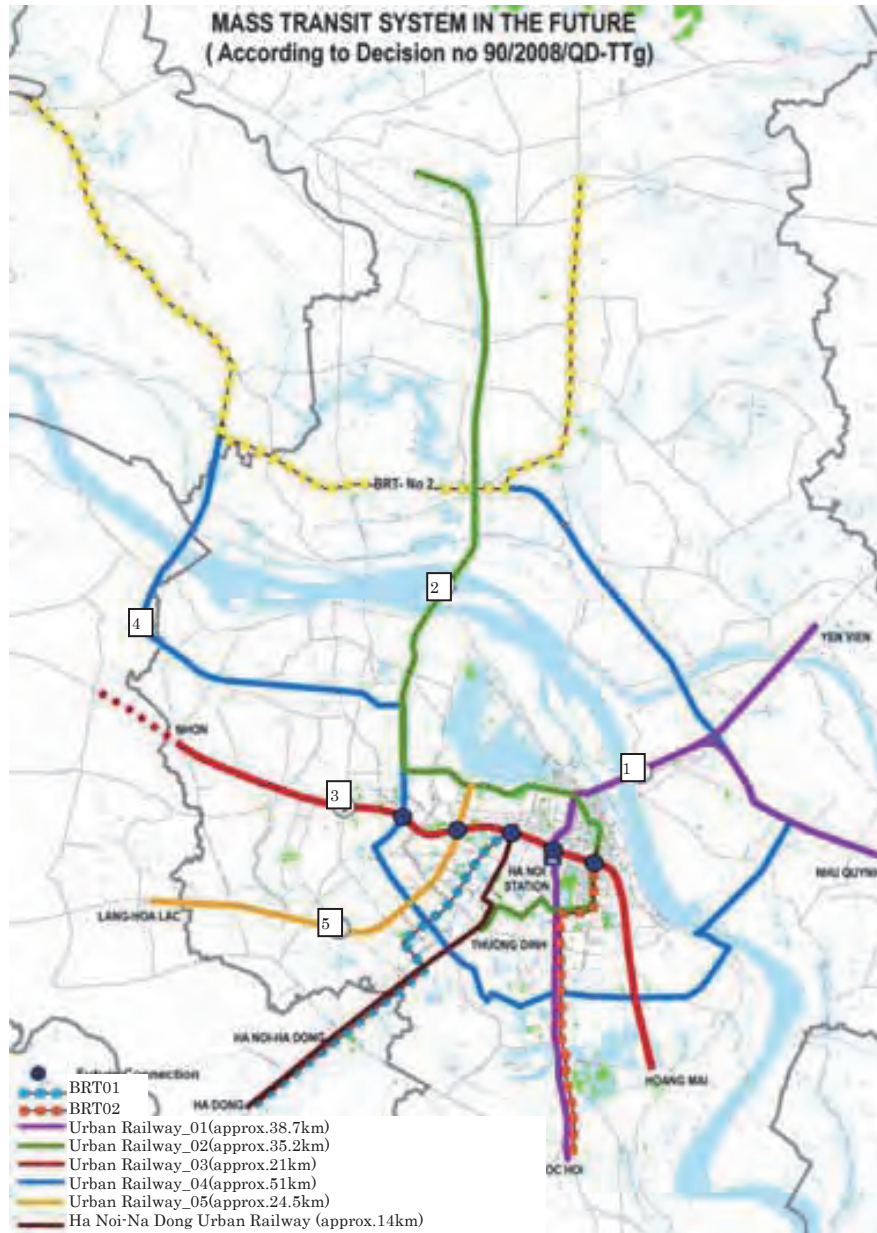 MASS TRANSIT SYSTEM IN THE FUTURE
( According to Decision no 90/2008/QD-TTg)
BRT- No 2
2
4
YEN VIEN
NHON
1
3
HA NOI
STATION
NHU QUYNH
LANG-HOA LAC
5
THUONG DINH
HA NOI-HA DONG
HOANG MAI
Connection
HA DONG
BRT01
BRT02
Urban Railway_01(approx.38.7km)
Urban Railway_02(approx.35.2km)
OC HOI
Urban Railway_03(approx.21km)
Urban Railway_04(approx.51km)
Urban Railway_05(approx.24.5km)
Ha Noi-Na Dong Urban Railway (approx.14km)